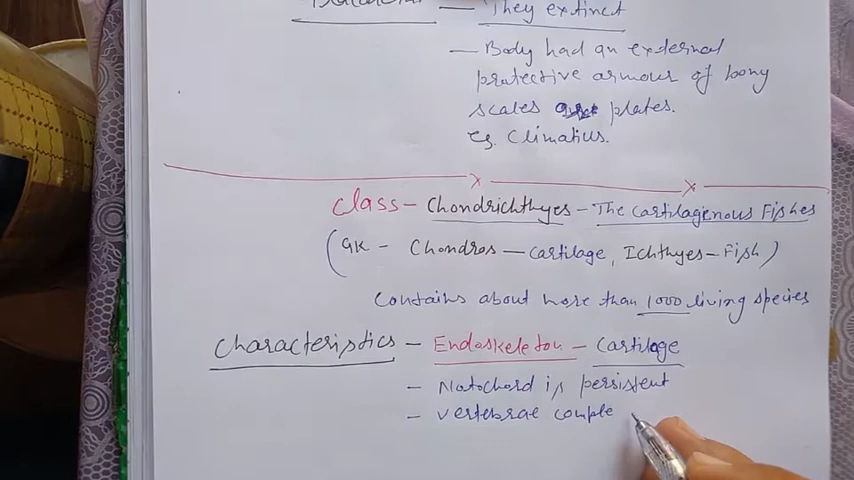 — They extinct
— Body had an external
protective armour of bony
scales plates.
eg. Climatius.
Class - Chondrichthyes - The cartilagenous Fishes
(GK - Chondros - cartilage, Ichthyes - Fish)
Contains about more than 1000 living species
Characteristics - Endoskeleton - Cartilage
- Notochord is persistent
- Vertebrae comple